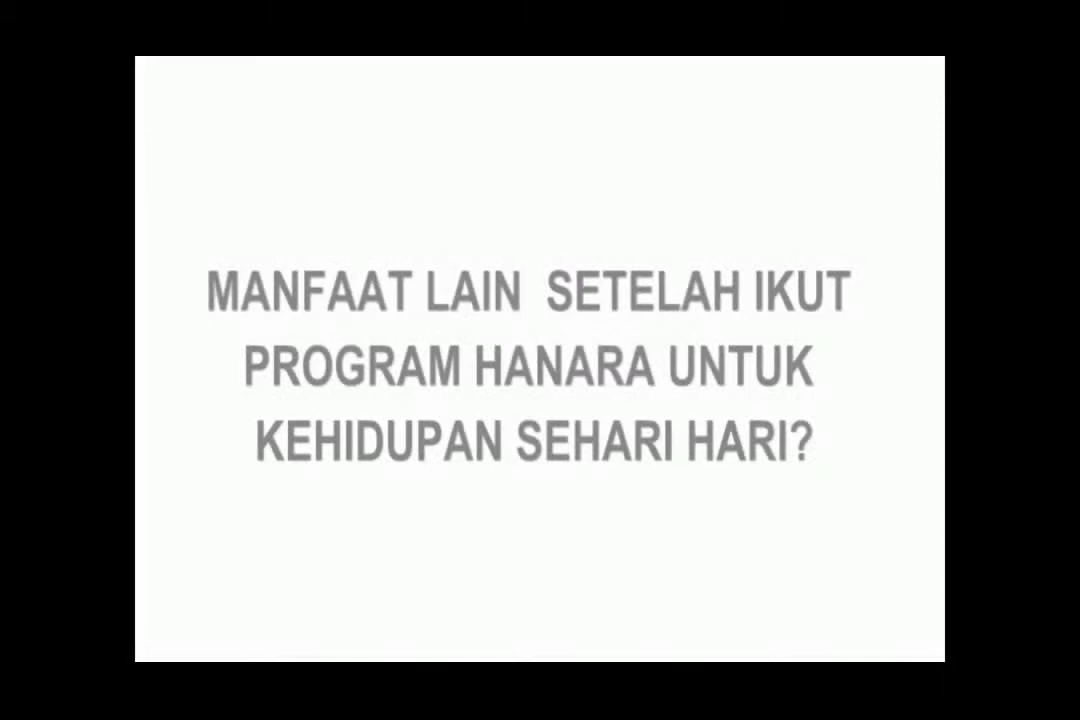 MANFAAT LAIN SETELAH IKUT
PROGRAM HANARA UNTUK
KEHIDUPAN SEHARI HARI?